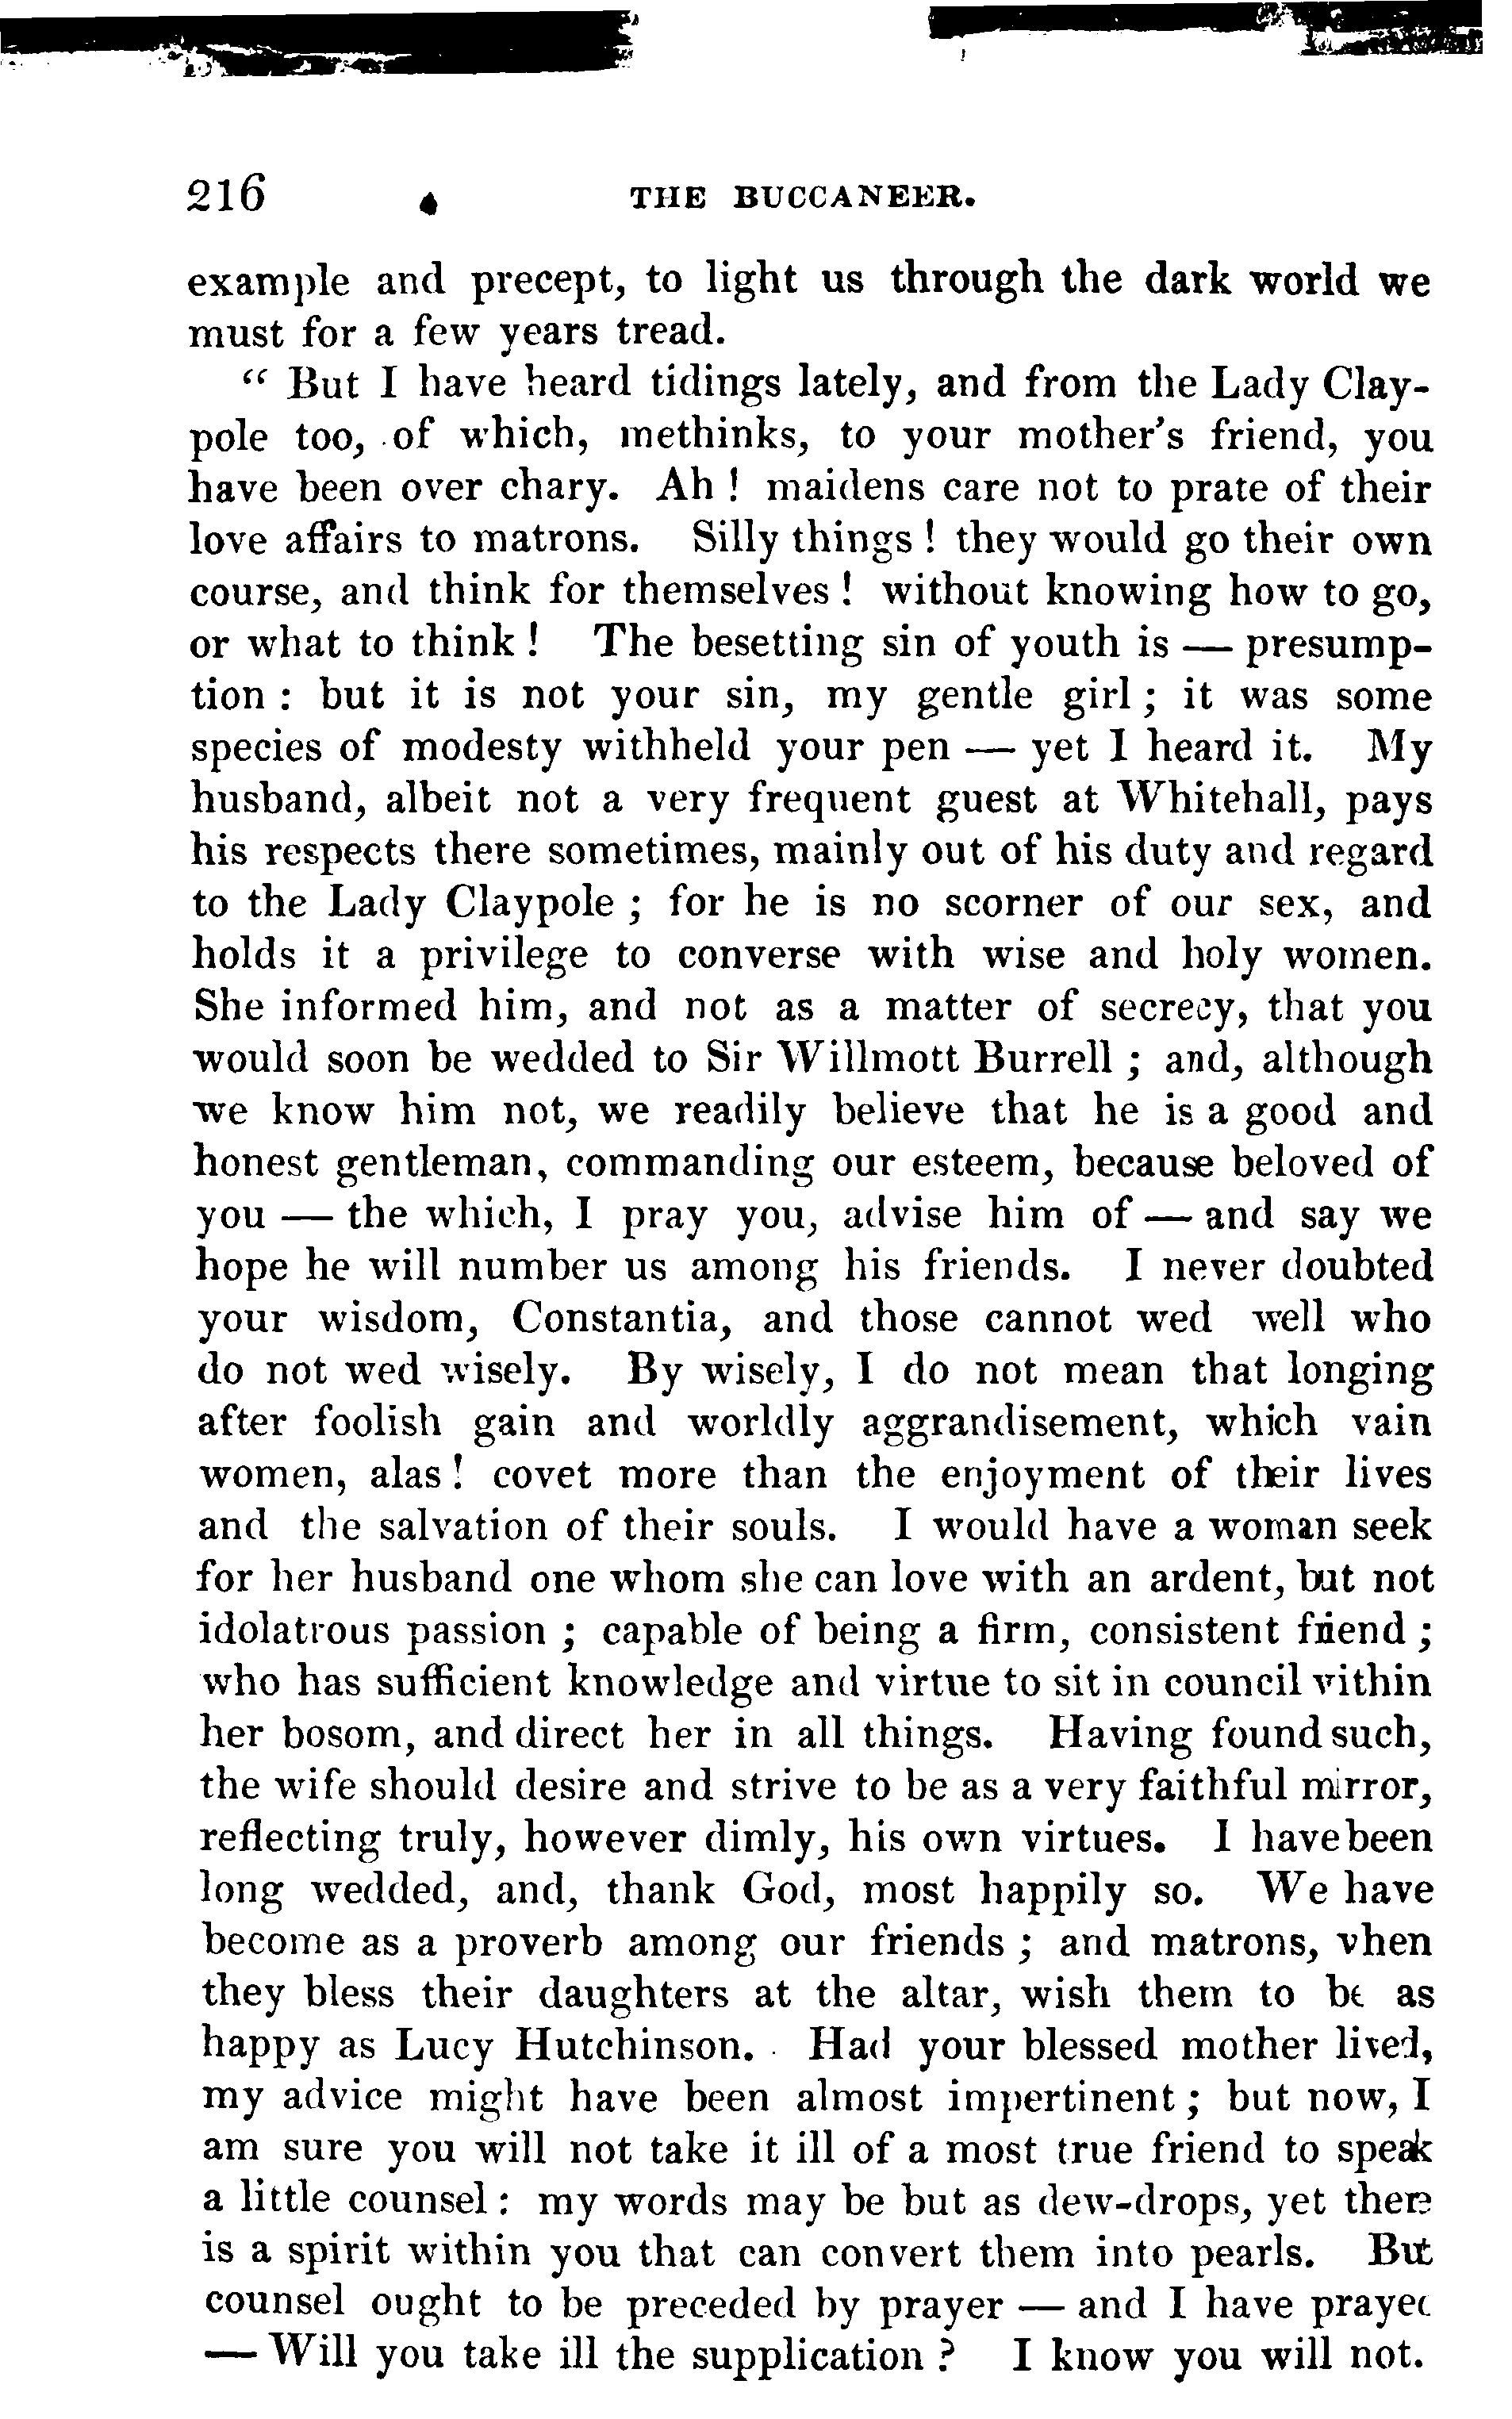 216 THE BUCCANEER.
example and precept, to light us through the dark world we
must for a few years tread.
“ But I have heard tidings lately, and from the Lady Clay-
pole too, of which, methinks, to your mother's friend, you
have been over chary. Ah ! maidens care not to prate of their
love affairs to matrons. Silly things ! they would go their own
course, and think for themselves ! without knowing how to go,
or what to think ! The besetting sin of youth is — presump-
tion : but it is not your sin, my gentle girl ; it was some
species of modesty withheld your pen — yet I heard it. My
husband, albeit not a very frequent guest at Whitehall, pays
his respects there sometimes, mainly out of his duty and regard
to the Lady Claypole ; for he is no scorner of our sex, and
holds it a privilege to converse with wise and holy women.
She informed him, and not as a matter of secrecy, that you
would soon be wedded to Sir Willmott Burrell ; and, although
we know him not, we readily believe that he is a good and
honest gentleman, commanding our esteem, because beloved of
you — the which, I pray you, advise him of — and say we
hope he will number us among his friends. I never doubted
your wisdom, Constantia, and those cannot wed well who
do not wed wisely. By wisely, I do not mean that longing
after foolish gain and worldly aggrandisement, which vain
women, alas ! covet more than the enjoyment of their lives
and the salvation of their souls. I would have a woman seek
for her husband one whom she can love with an ardent, but not
idolatrous passion ; capable of being a firm, consistent friend ;
who has sufficient knowledge and virtue to sit in council within
her bosom, and direct her in all things. Having found such,
the wife should desire and strive to be as a very faithful mirror,
reflecting truly, however dimly, his own virtues. I have been
long wedded, and, thank God, most happily so. We have
become as a proverb among our friends ; and matrons, when
they bless their daughters at the altar, wish them to be as
happy as Lucy Hutchinson. Had your blessed mother lived,
my advice might have been almost impertinent ; but now, I
am sure you will not take it ill of a most true friend to speak
a little counsel : my words may be but as dew-drops, yet there
is a spirit within you that can convert them into pearls. But
counsel ought to be preceded by prayer — and I have prayed
— Will you take ill the supplication ? I know you will not.